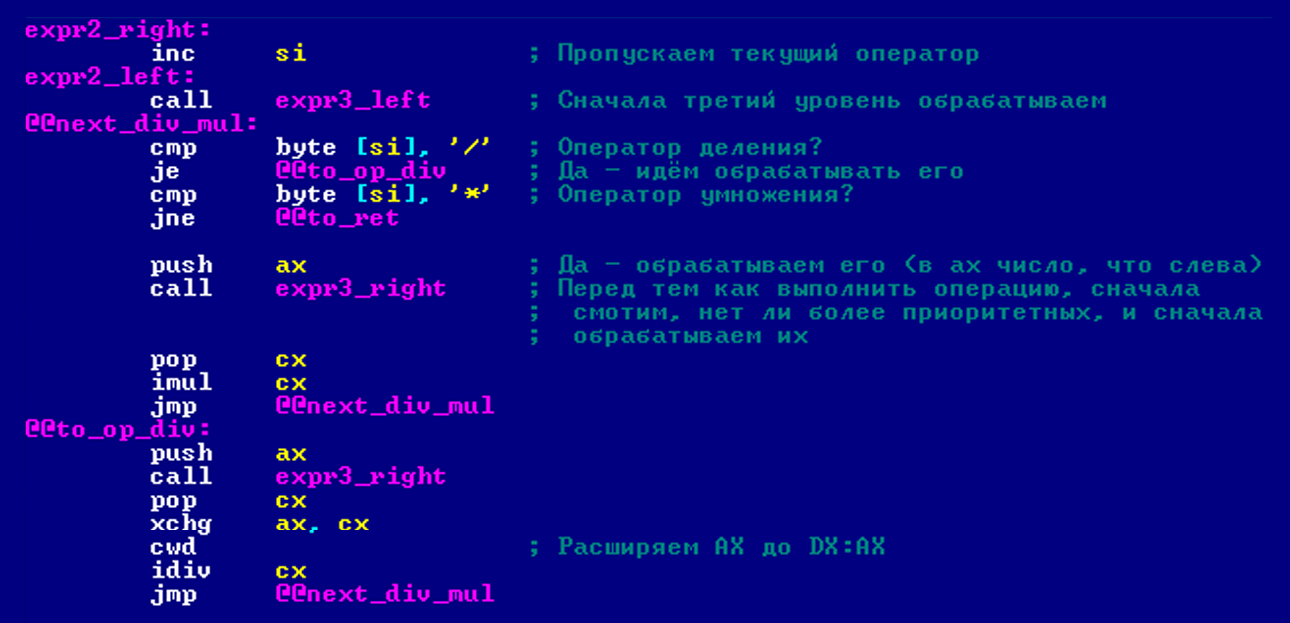 expr2_right:
inc si ; Пропускаем текущий оператор
expr2_left:
call expr3_left ; Сначала третий уровень обрабатываем
@@next_div_mul:
cmp byte [si], '/' ; Оператор деления?
je @@to_op_div ; Да - идём обрабатывать его
cmp byte [si], '*' ; Оператор умножения?
jne @@to_ret
push ax ; Да - обрабатываем его (в ax число, что слева)
call expr3_right ; Перед тем как выполнить операцию, сначала
; смотим, нет ли более приоритетных, и сначала
; обрабатываем их
pop cx
imul cx
jmp @@next_div_mul
@@to_op_div:
push ax
call expr3_right
pop cx
xchg ax, cx
cwd ; Расширяем AX до DX:AX
idiv cx
jmp @@next_div_mul